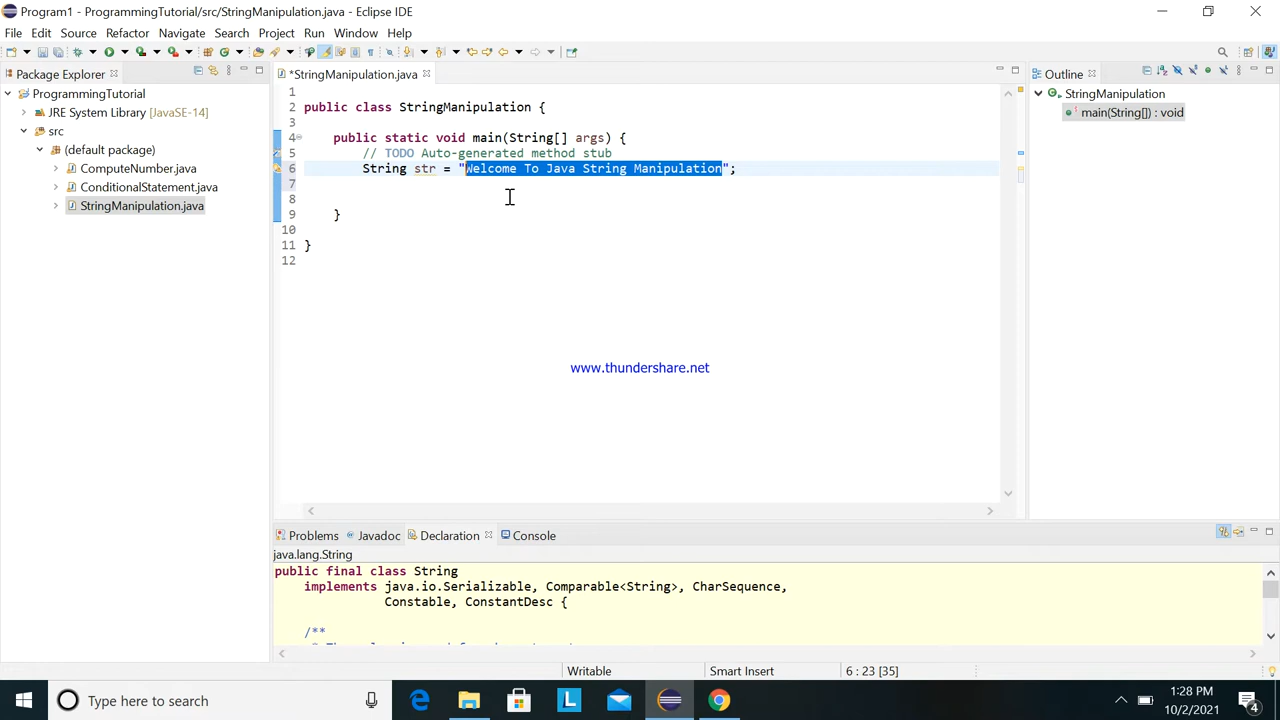 Program1 - ProgrammingTutorial/src/StringManipulation.java - Eclipse IDE
File Edit Source Refactor Navigate Search Project Run Window Help
Package Explorer
ProgrammingTutorial
JRE System Library [JavaSE-14]
src
(default package)
ComputeNumber.java
ConditionalStatement.java
StringManipulation.java
*StringManipulation.java
1
2 public class StringManipulation {
3
4 public static void main(String[] args) {
5 // TODO Auto-generated method stub
6 String str = "Welcome To Java String Manipulation";
7
8
9 }
10
11 }
12
www.thundershare.net
Outline
StringManipulation
main(String[]) : void
Problems Javadoc Declaration Console
java.lang.String
public final class String
implements java.io.Serializable, Comparable<String>, CharSequence,
Constable, ConstantDesc {
/**
Writable Smart Insert 6 : 23 [35]
Type here to search
1:28 PM
10/2/2021
4